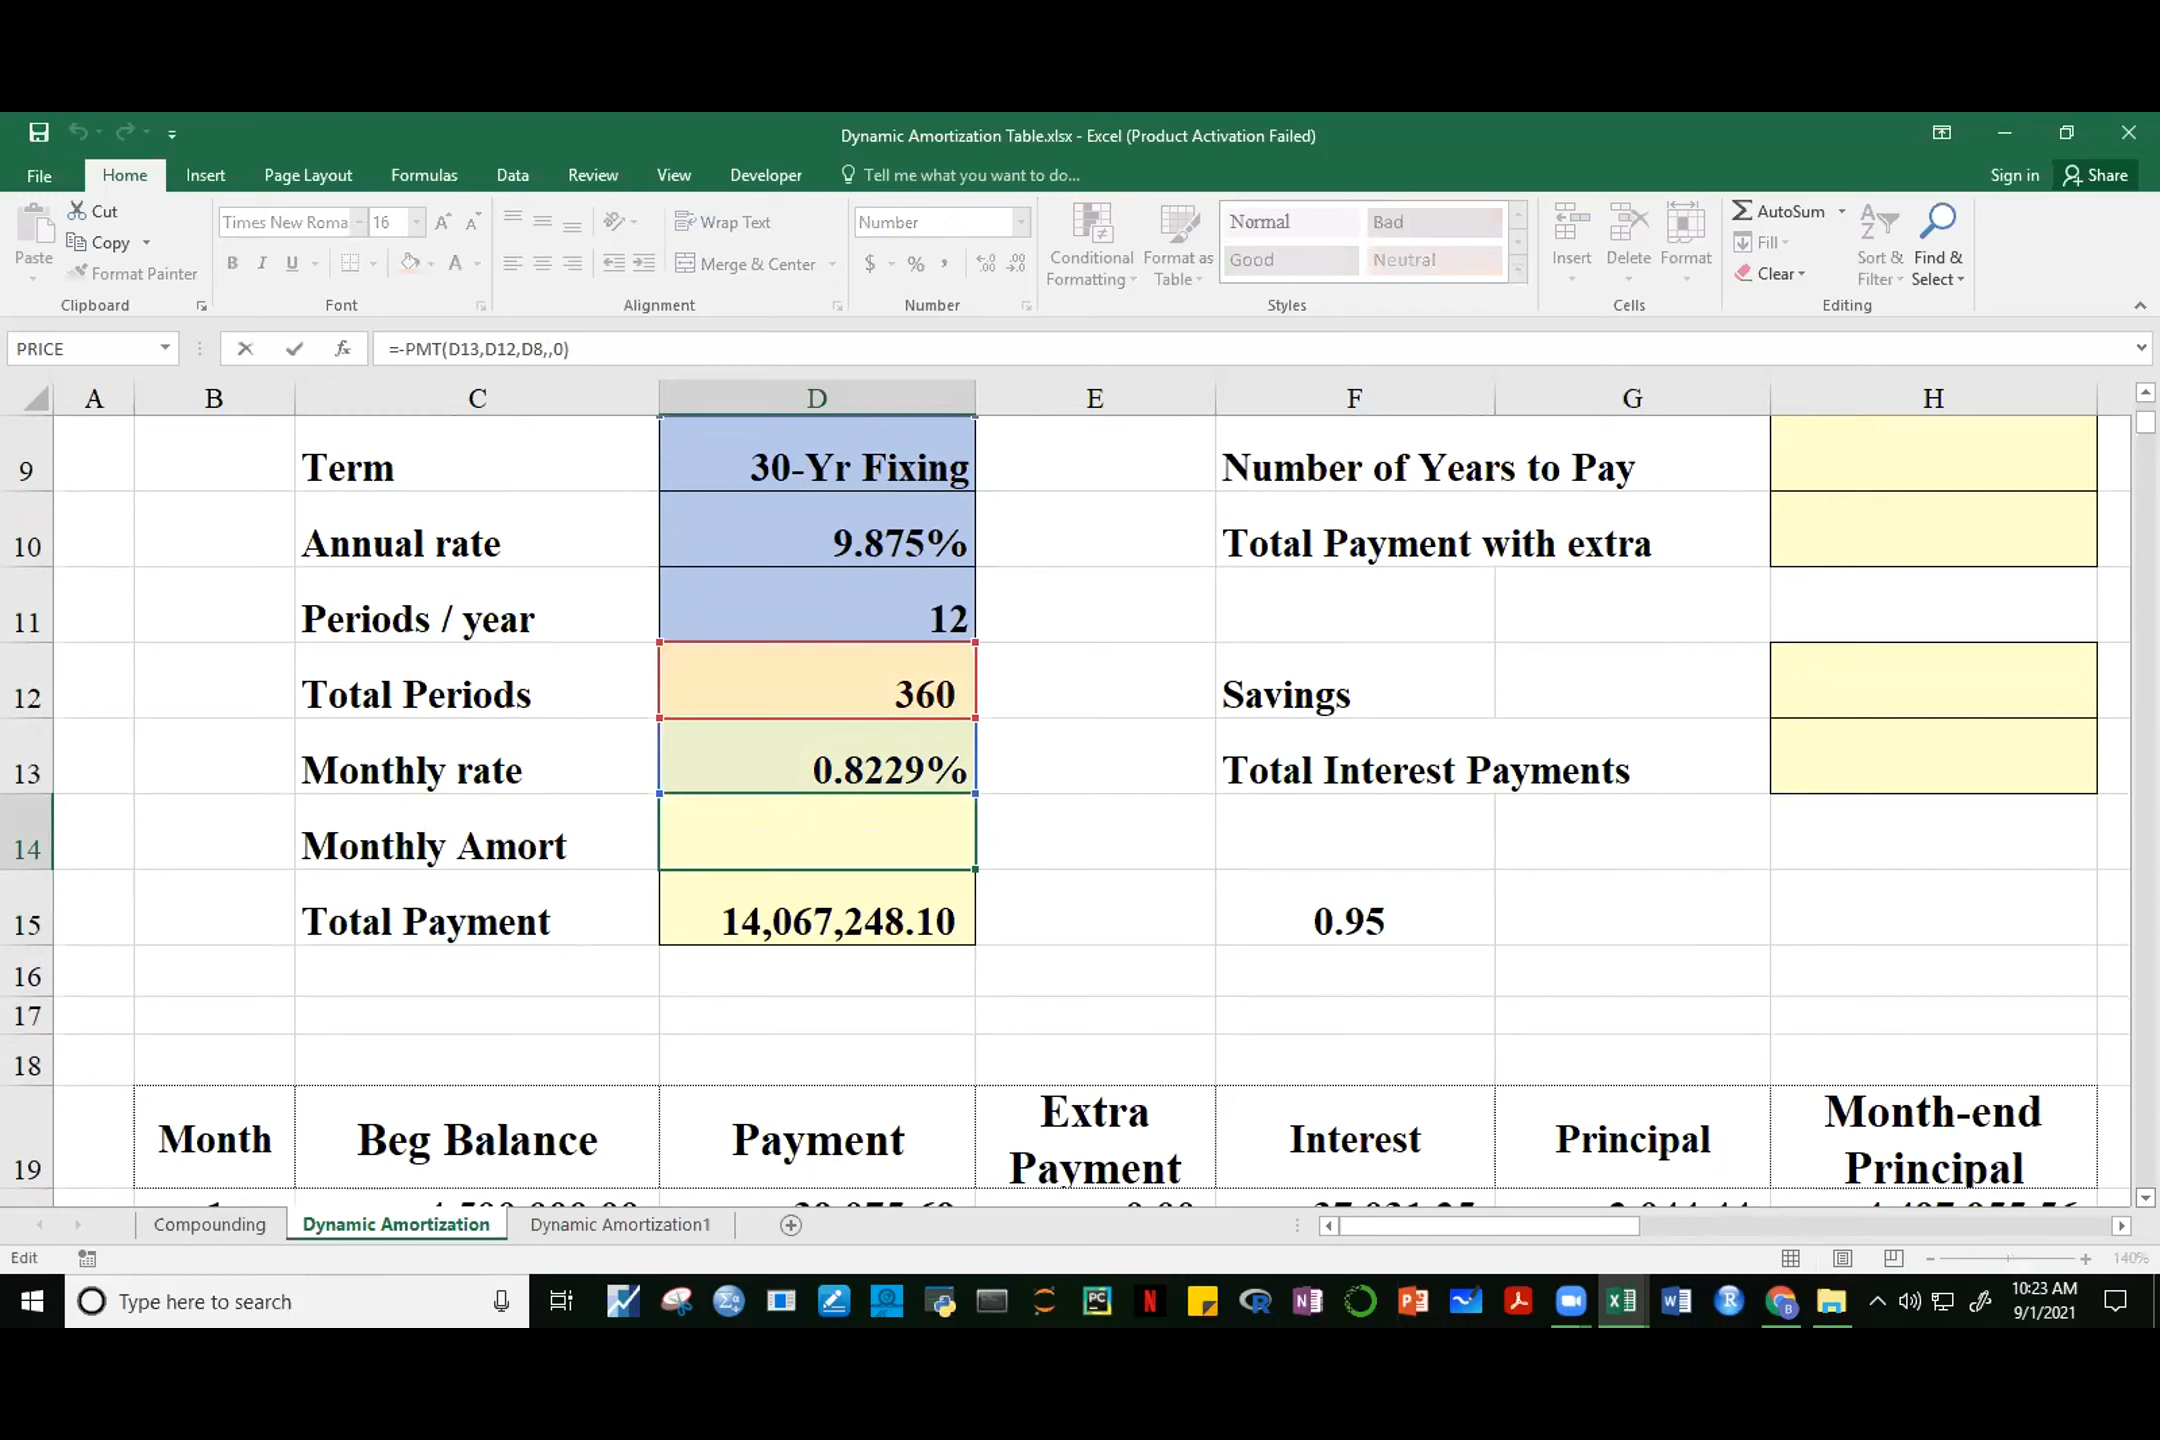 Dynamic Amortization Table.xlsx - Excel (Product Activation Failed)
File Home Insert Page Layout Formulas Data Review View Developer Tell me what you want to do... Sign in Share
Cut
Copy
Format Painter
Paste
Clipboard
Times New Roma 16
B I U A
Font
Wrap Text
Merge & Center
Alignment
Number
$ % ,
Number
Conditional Formatting
Format as Table
Normal Bad
Good Neutral
Styles
Insert Delete Format
Cells
AutoSum
Fill
Clear
Sort & Filter
Find & Select
Editing
PRICE fx =-PMT(D13,D12,D8,,0)
A B C D E F G H
9 Term 30-Yr Fixing Number of Years to Pay
10 Annual rate 9.875% Total Payment with extra
11 Periods / year 12
12 Total Periods 360 Savings
13 Monthly rate 0.8229% Total Interest Payments
14 Monthly Amort
15 Total Payment 14,067,248.10 0.95
16
17
18
19 Month Beg Balance Payment Extra Payment Interest Principal Month-end Principal
Compounding Dynamic Amortization Dynamic Amortization1
Edit 140%
Type here to search
10:23 AM
9/1/2021